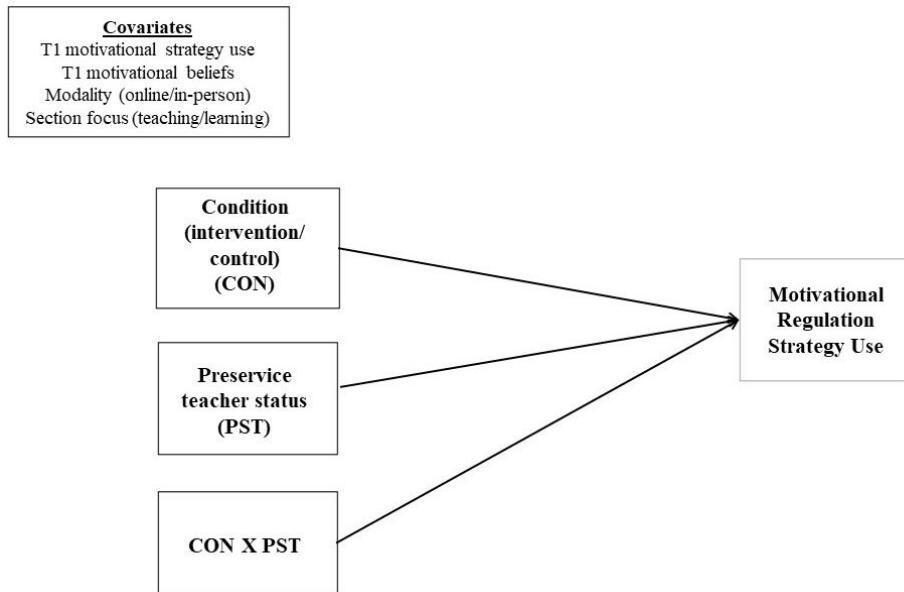 Covariates
T1 motivational strategy use
T1 motivational beliefs
Modality (online/in-person)
Section focus (teaching/learning)
Condition
(intervention/
control)
(CON)
Preservice
teacher status
(PST)
CON X PST
Motivational
Regulation
Strategy Use